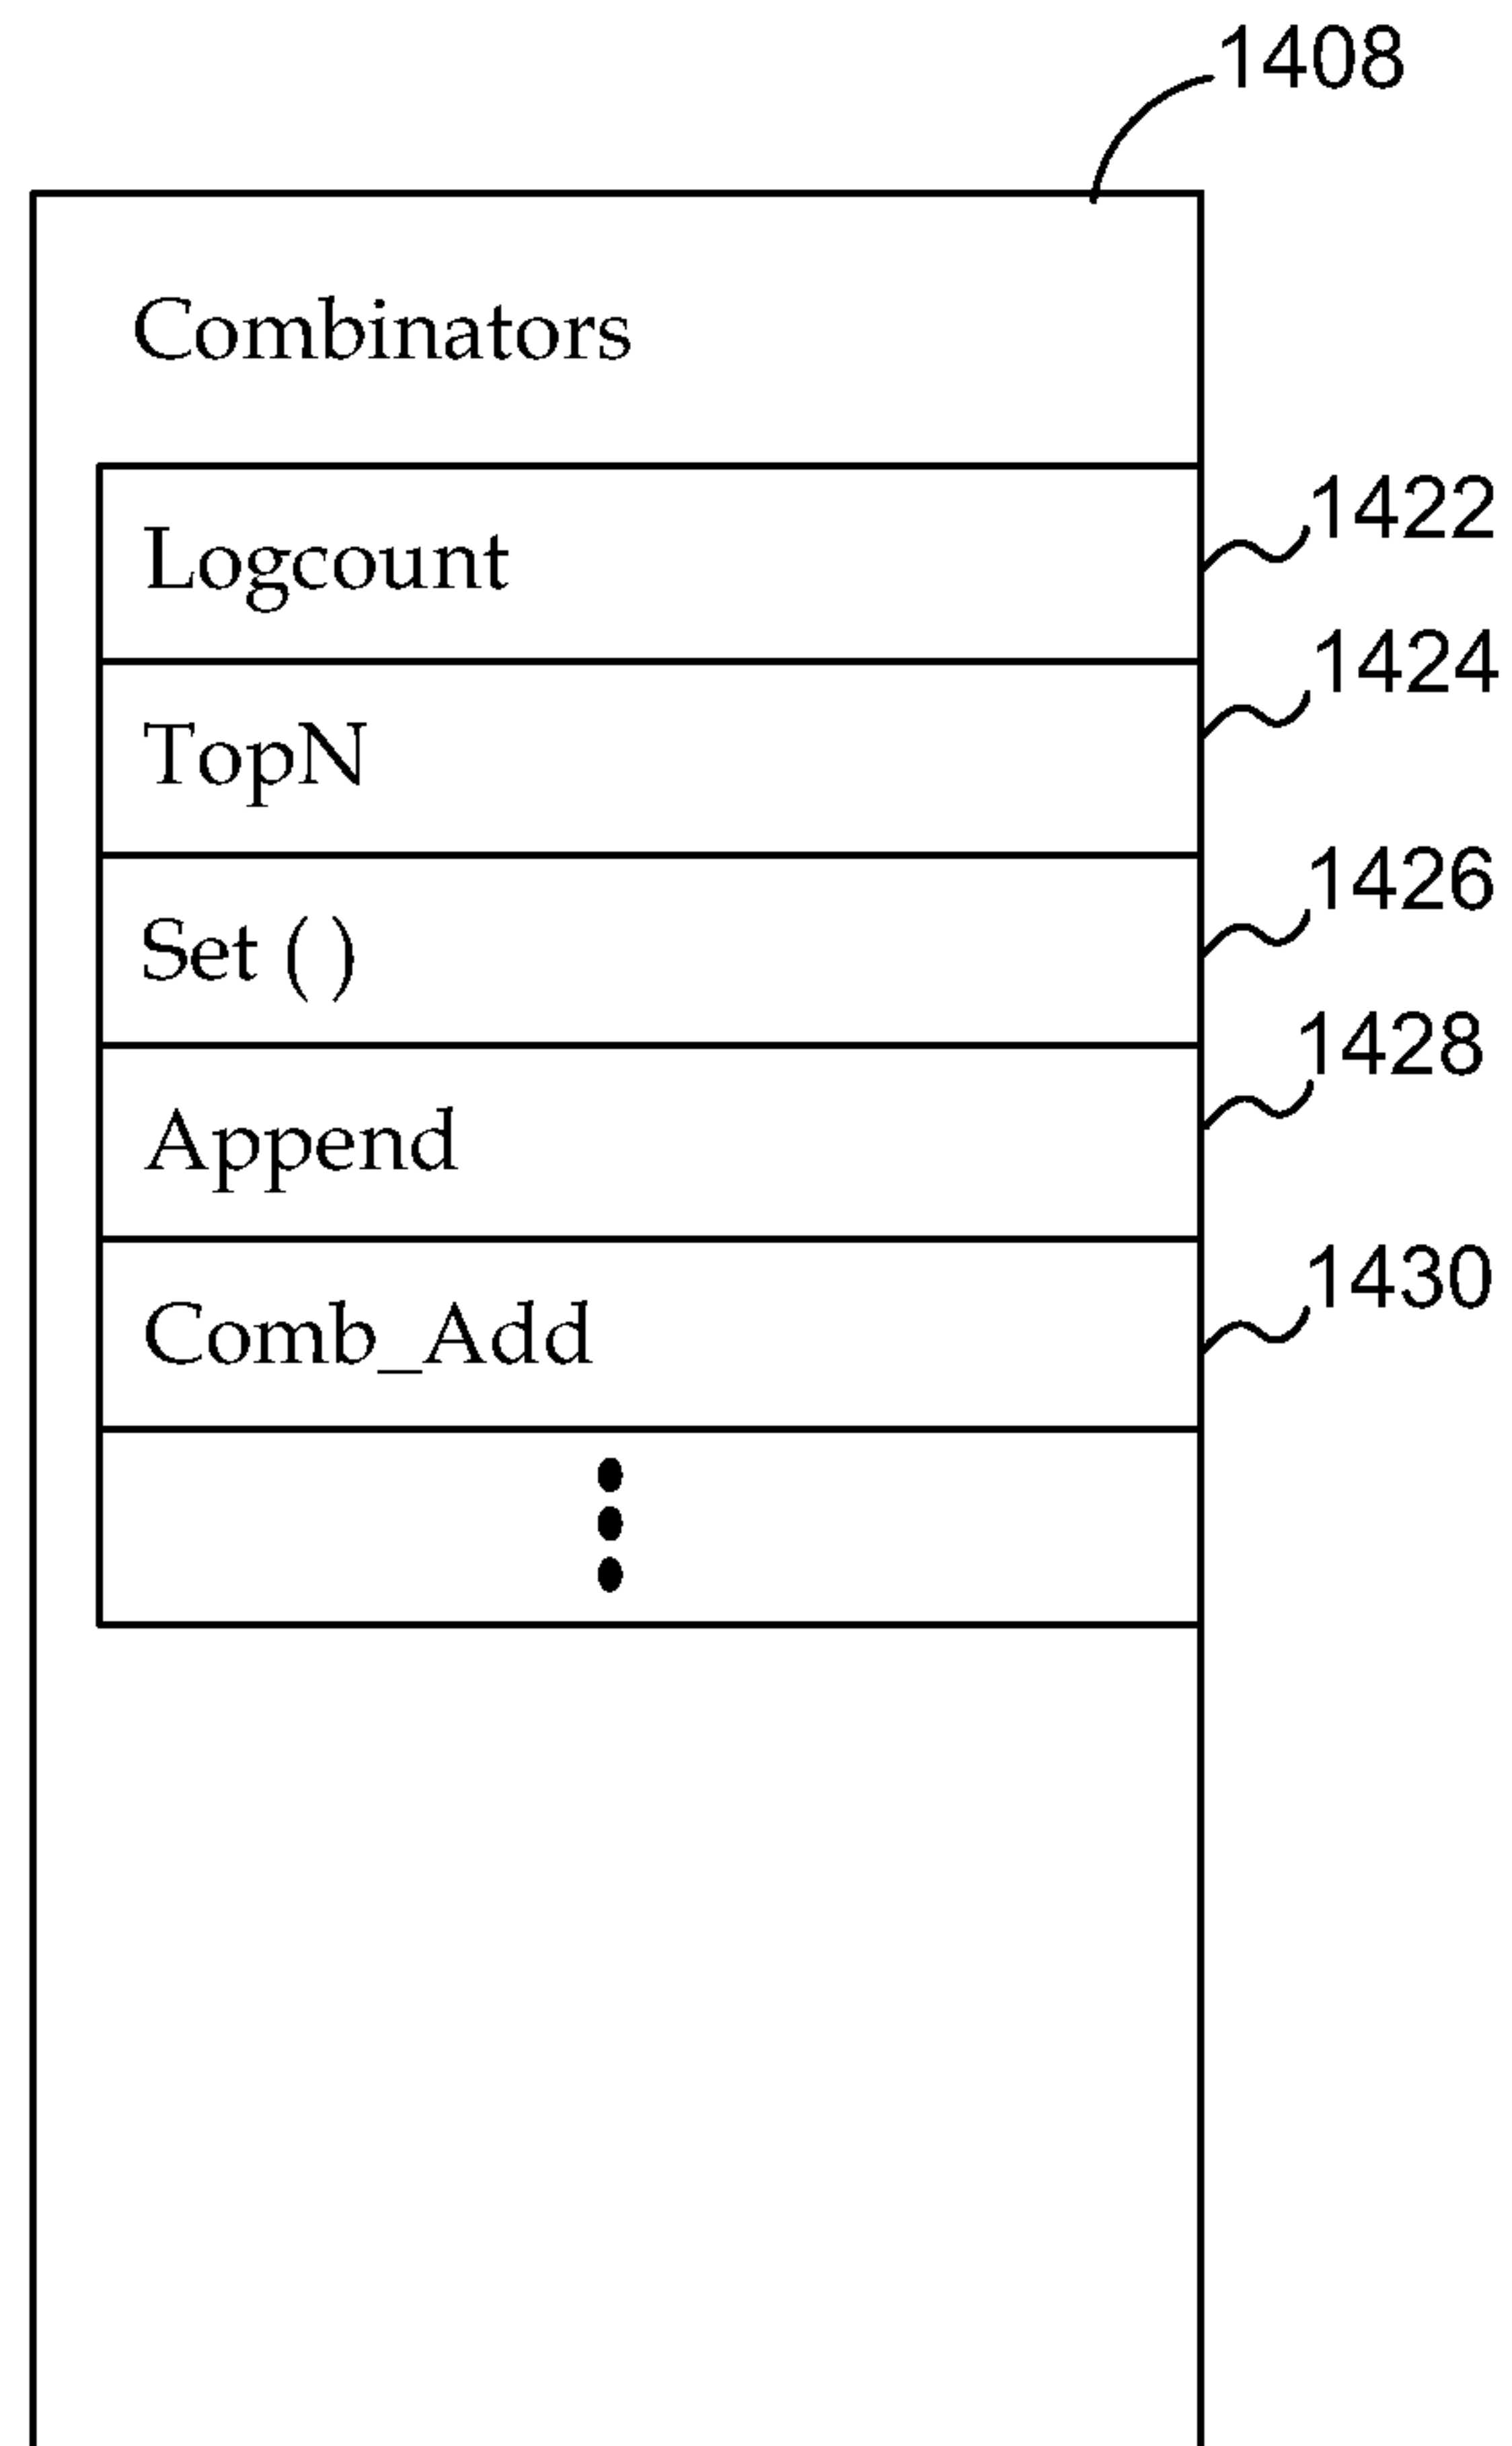 1408
Combinators
Logcount
1422
TopN
1424
Set ( )
1426
Append
1428
Comb_Add
1430